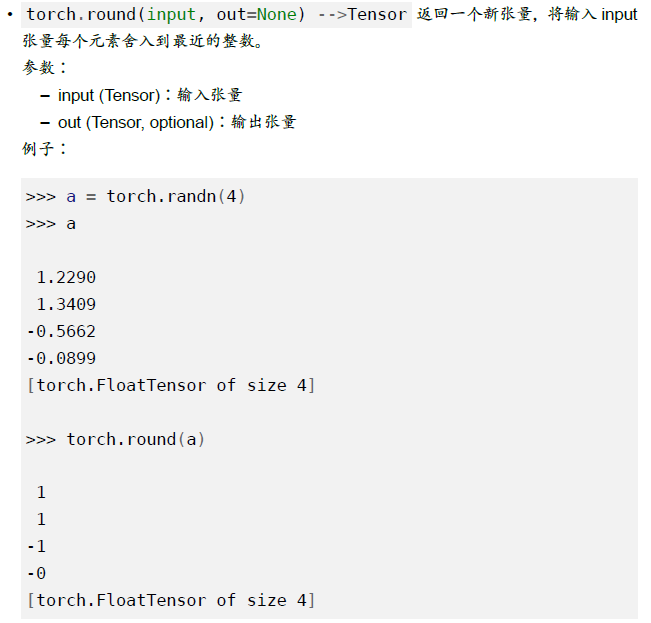 • torch.round(input, out=None) -->Tensor 返回一个新张量，将输入 input
张量每个元素舍入到最近的整数。
参数：
– input (Tensor)：输入张量
– out (Tensor, optional)：输出张量
例子：
>>> a = torch.randn(4)
>>> a
1.2290
1.3409
-0.5662
-0.0899
[torch.FloatTensor of size 4]
>>> torch.round(a)
1
1
-1
-0
[torch.FloatTensor of size 4]